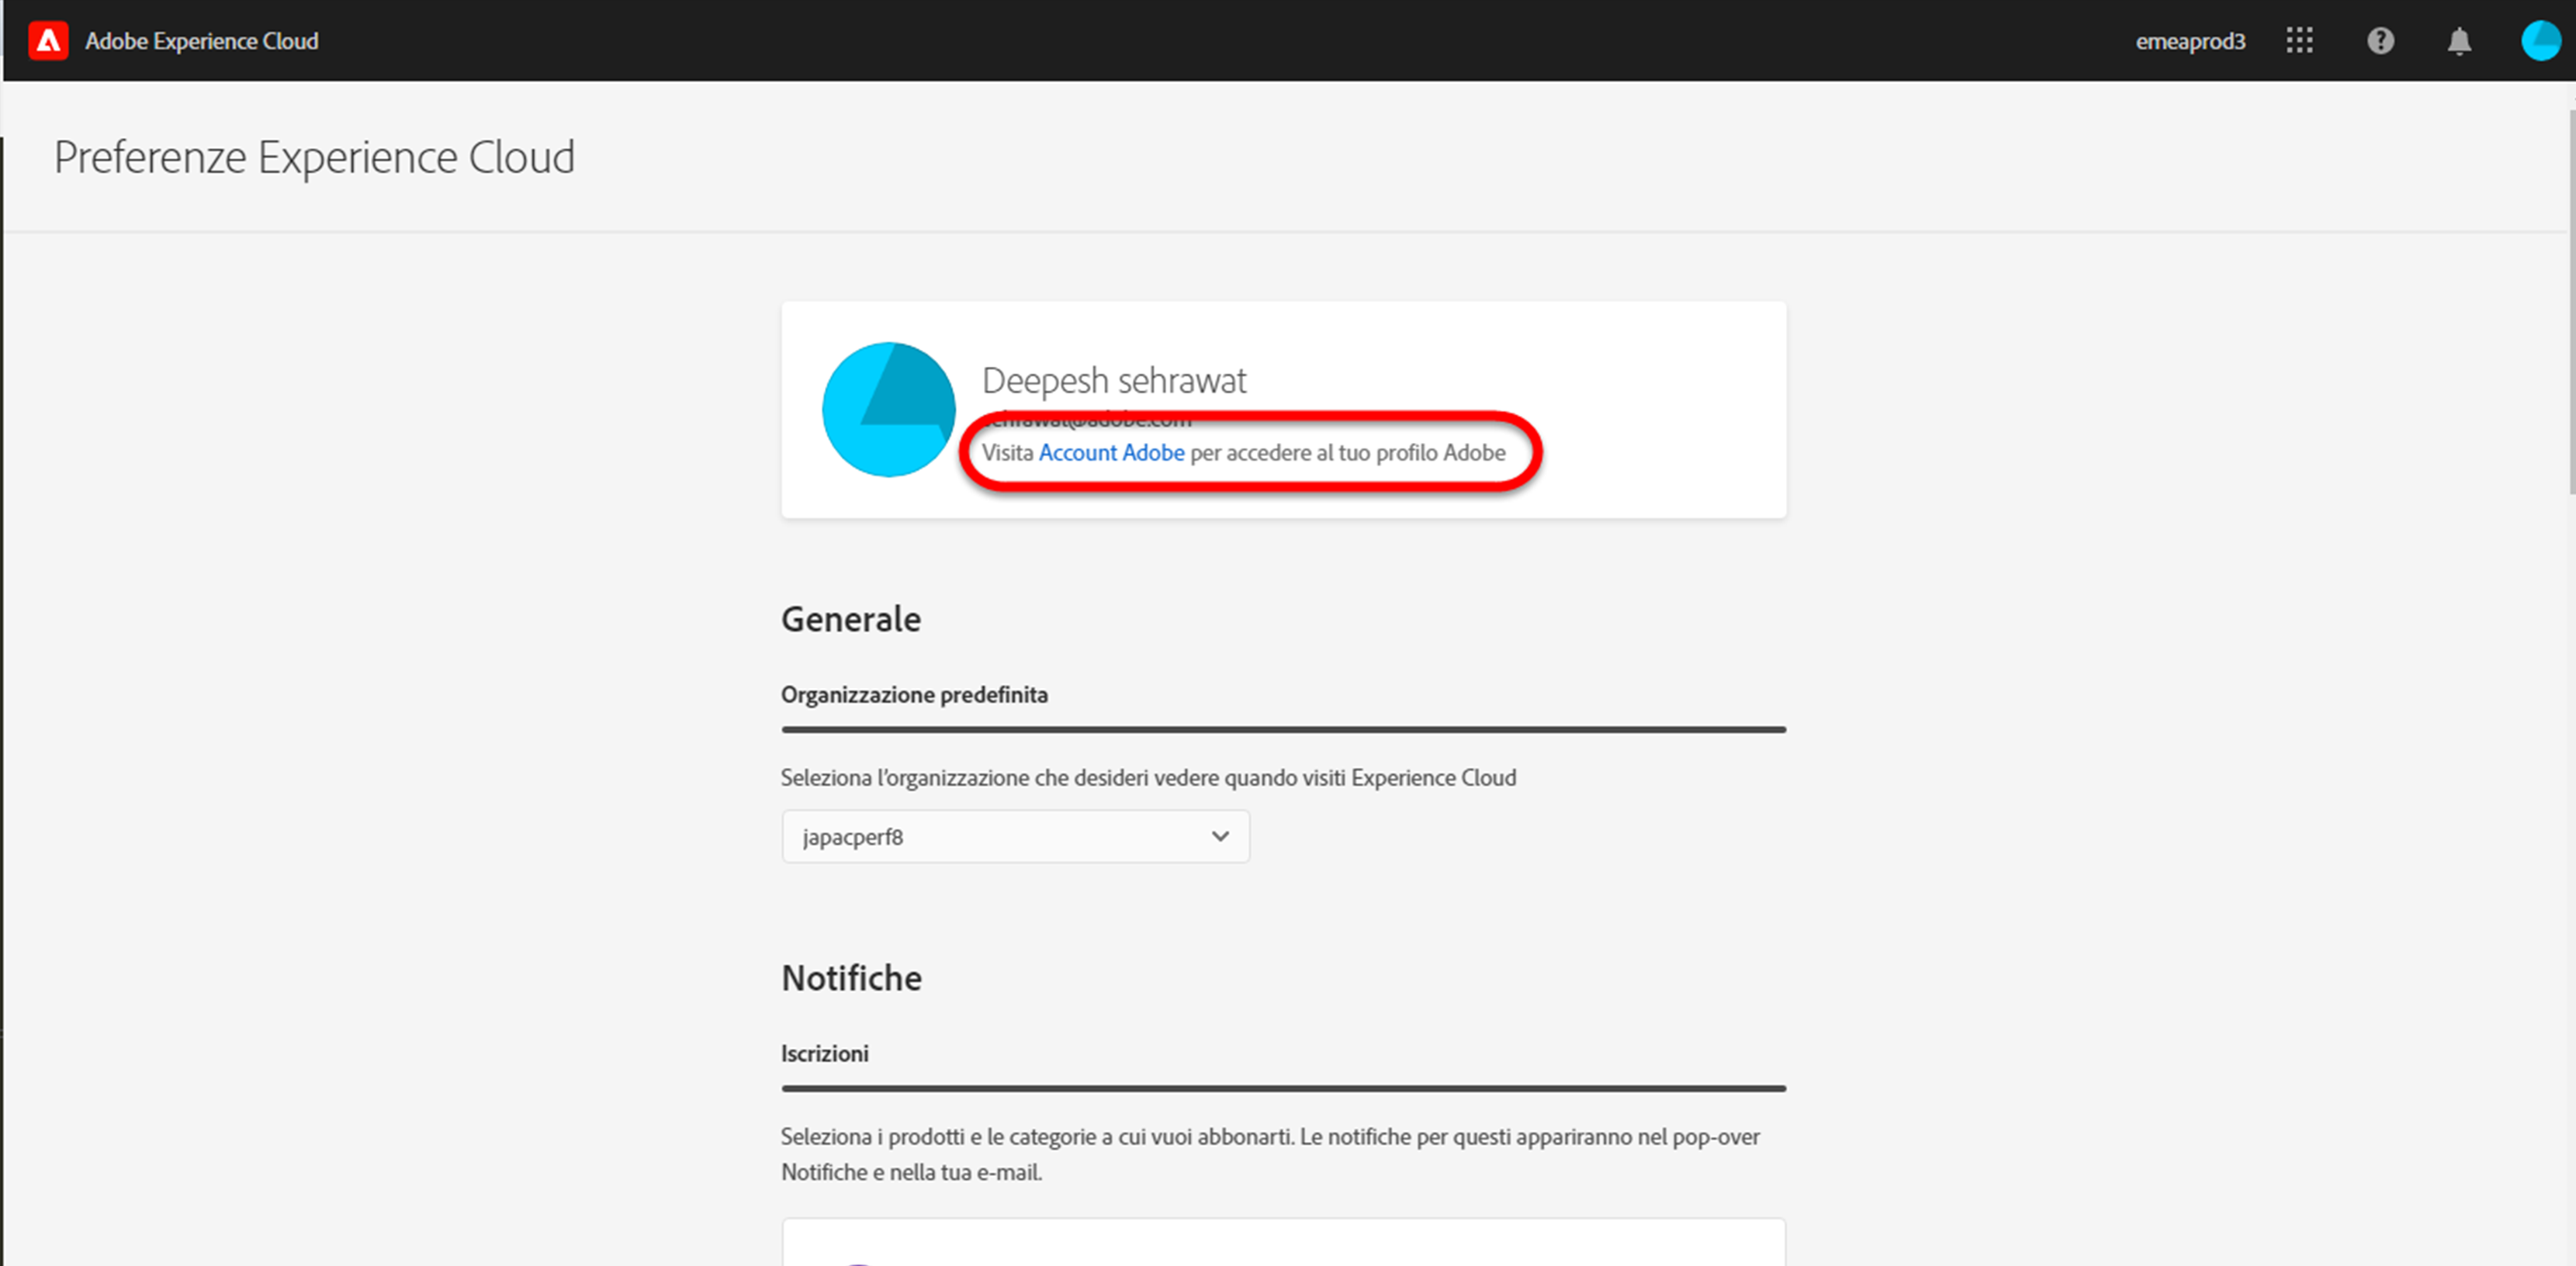 Adobe Experience Cloud
emeaprod3
Preferenze Experience Cloud
Deepesh sehrawat
sehrawat@adobe.com
Visita Account Adobe per accedere al tuo profilo Adobe
Generale
Organizzazione predefinita
Seleziona l'organizzazione che desideri vedere quando visiti Experience Cloud
japacperf8
Notifiche
Iscrizioni
Seleziona i prodotti e le categorie a cui vuoi abbonarti. Le notifiche per questi appariranno nel pop-over
Notifiche e nella tua e-mail.